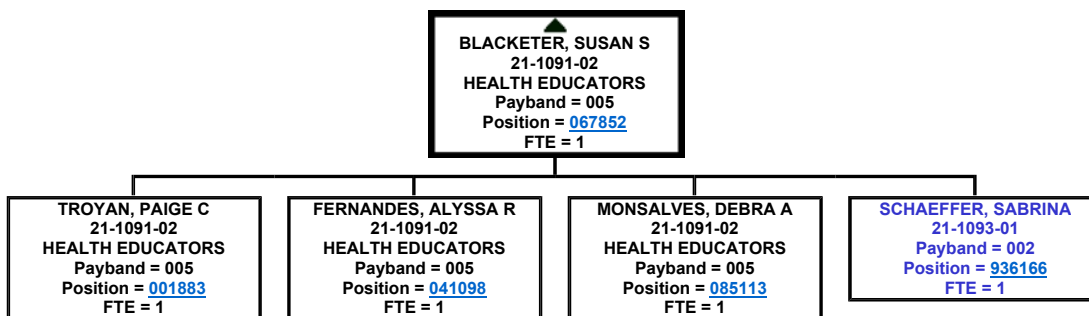 BLACKETER, SUSAN S
21-1091-02
HEALTH EDUCATORS
Payband = 005
Position = 067852
FTE = 1
TROYAN, PAIGE C
21-1091-02
HEALTH EDUCATORS
Payband = 005
Position = 001883
FTE = 1
FERNANDES, ALYSSA R
21-1091-02
HEALTH EDUCATORS
Payband = 005
Position = 041098
FTE = 1
MONSALVES, DEBRA A
21-1091-02
HEALTH EDUCATORS
Payband = 005
Position = 085113
FTE = 1
SCHAEFFER, SABRINA
21-1093-01
Payband = 002
Position = 936166
FTE = 1